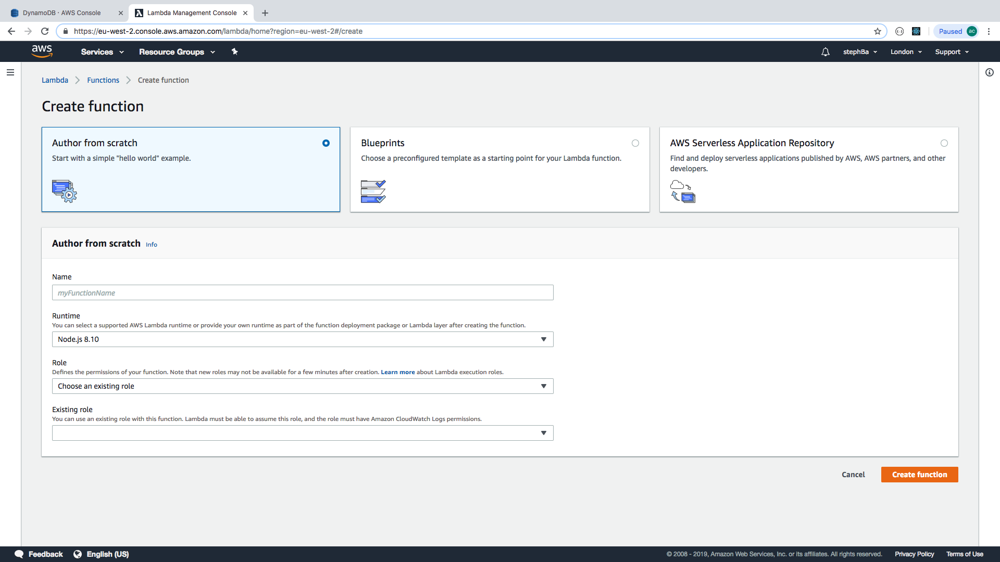 DynamoDB · AWS Console
Lambda Management Console
https://eu-west-2.console.aws.amazon.com/lambda/home?region=eu-west-2#/create
Paused ac
aws Services Resource Groups stephBa London Support
Lambda Functions Create function
Create function
Author from scratch
Start with a simple "hello world" example.
Blueprints
Choose a preconfigured template as a starting point for your Lambda function.
AWS Serverless Application Repository
Find and deploy serverless applications published by AWS, AWS partners, and other
developers.
Author from scratch Info
Name
myFunctionName
Runtime
You can select a supported AWS Lambda runtime or provide your own runtime as part of the function deployment package or Lambda layer after creating the function.
Node.js 8.10
Role
Defines the permissions of your function. Note that new roles may not be available for a few minutes after creation. Learn more about Lambda execution roles.
Choose an existing role
Existing role
You can use an existing role with this function. Lambda must be able to assume this role, and the role must have Amazon CloudWatch Logs permissions.
Cancel Create function
Feedback English (US) © 2008 - 2019, Amazon Web Services, Inc. or its affiliates. All rights reserved. Privacy Policy Terms of Use